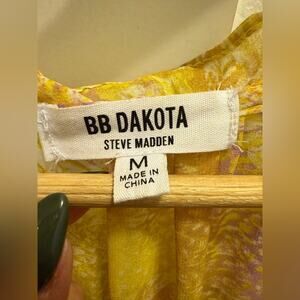 BB DAKOTA
STEVE MADDEN
M
MADE IN
CHINA